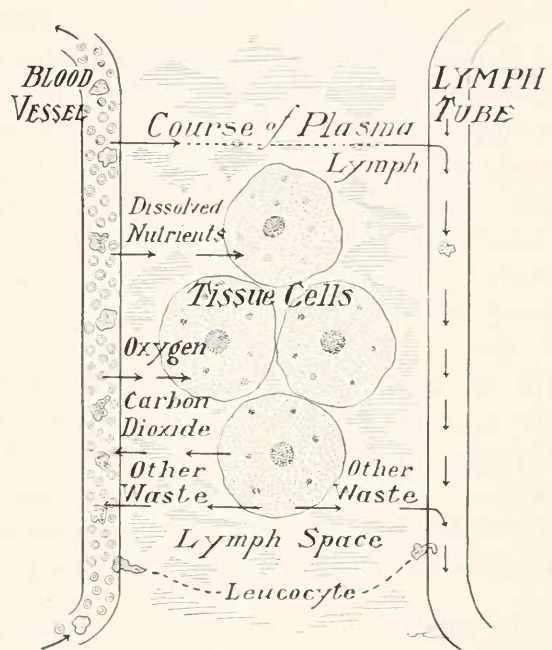 BLOOD
VESSEL
LYMPH
TUBE
Course of Plasma
Lymph
Dissolved
Nutrients
Tissue Cells
Oxygen
Carbon
Dioxide
Other
Waste
Other
Waste
Lymph Space
Leucocyte